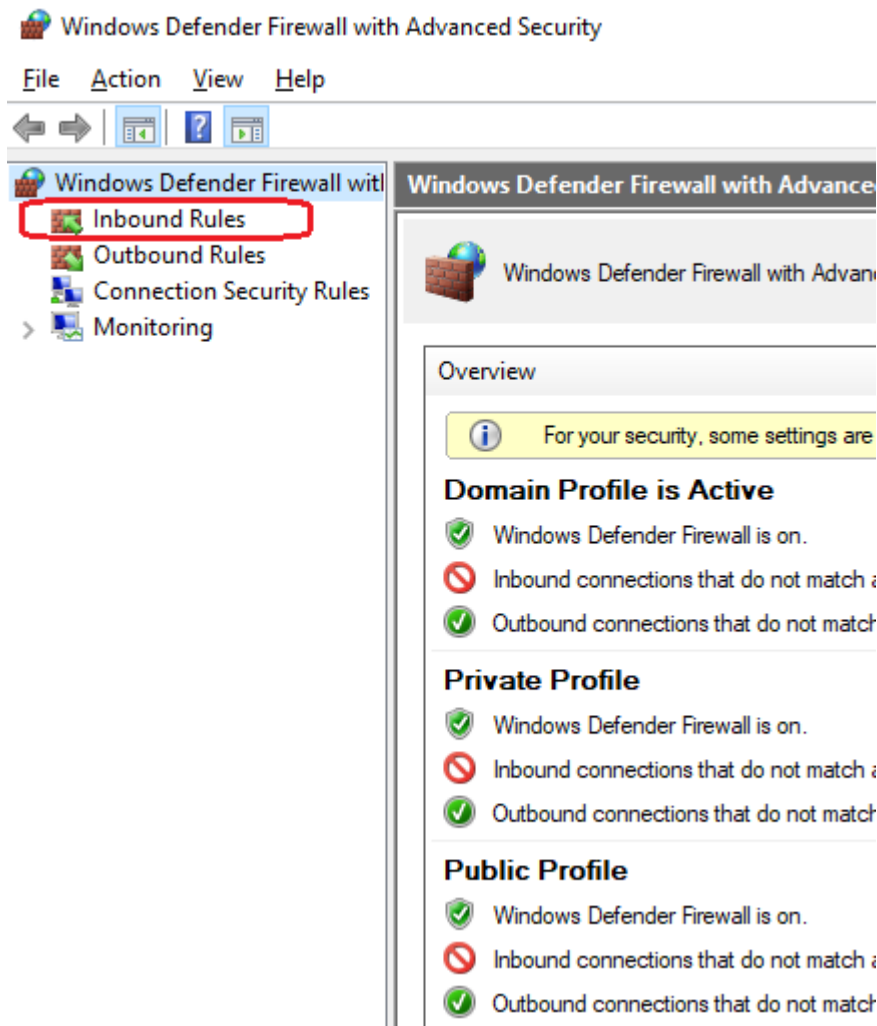 Windows Defender Firewall with Advanced Security
File Action View Help
Windows Defender Firewall with
Inbound Rules
Outbound Rules
Connection Security Rules
Monitoring
Windows Defender Firewall with Advance
Windows Defender Firewall with Advan
Overview
For your security, some settings are
Domain Profile is Active
Windows Defender Firewall is on.
Inbound connections that do not match a
Outbound connections that do not match
Private Profile
Windows Defender Firewall is on.
Inbound connections that do not match a
Outbound connections that do not match
Public Profile
Windows Defender Firewall is on.
Inbound connections that do not match a
Outbound connections that do not match